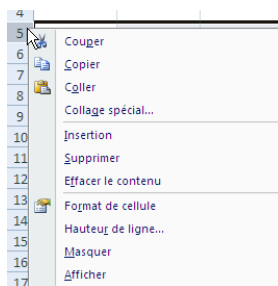 4
5
Couper
6
Copier
7
Coller
8
Collage spécial...
9
10
Insertion
11
Supprimer
12
Effacer le contenu
13
Format de cellule
14
Hauteur de ligne...
15
Masquer
16
Afficher
17